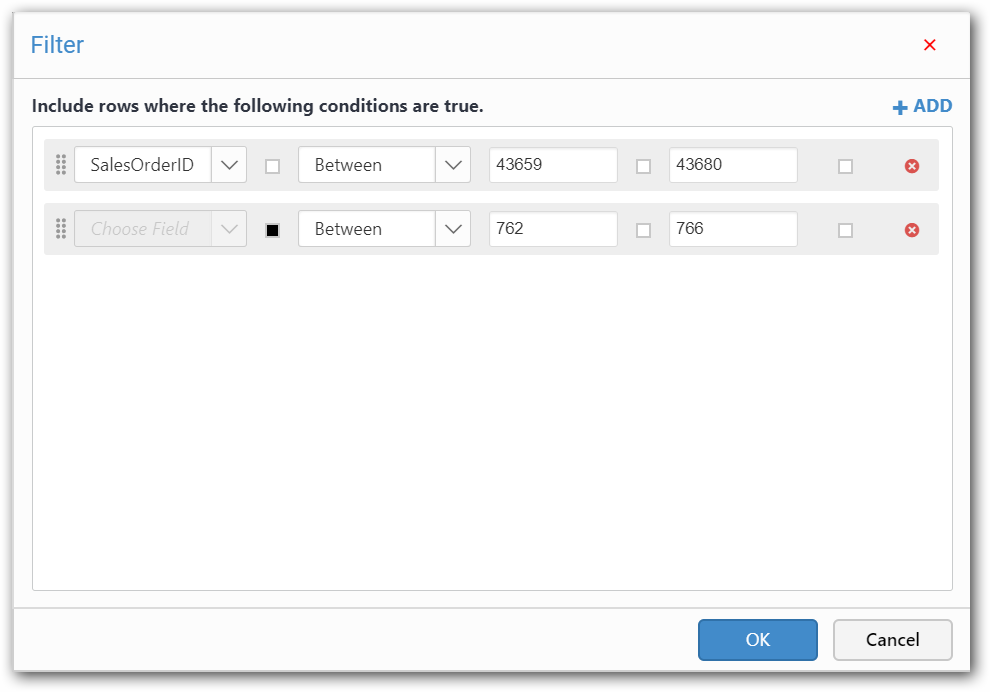 Filter
Include rows where the following conditions are true.
ADD
SalesOrderID Between 43659 43680
Choose Field Between 762 766
OK Cancel